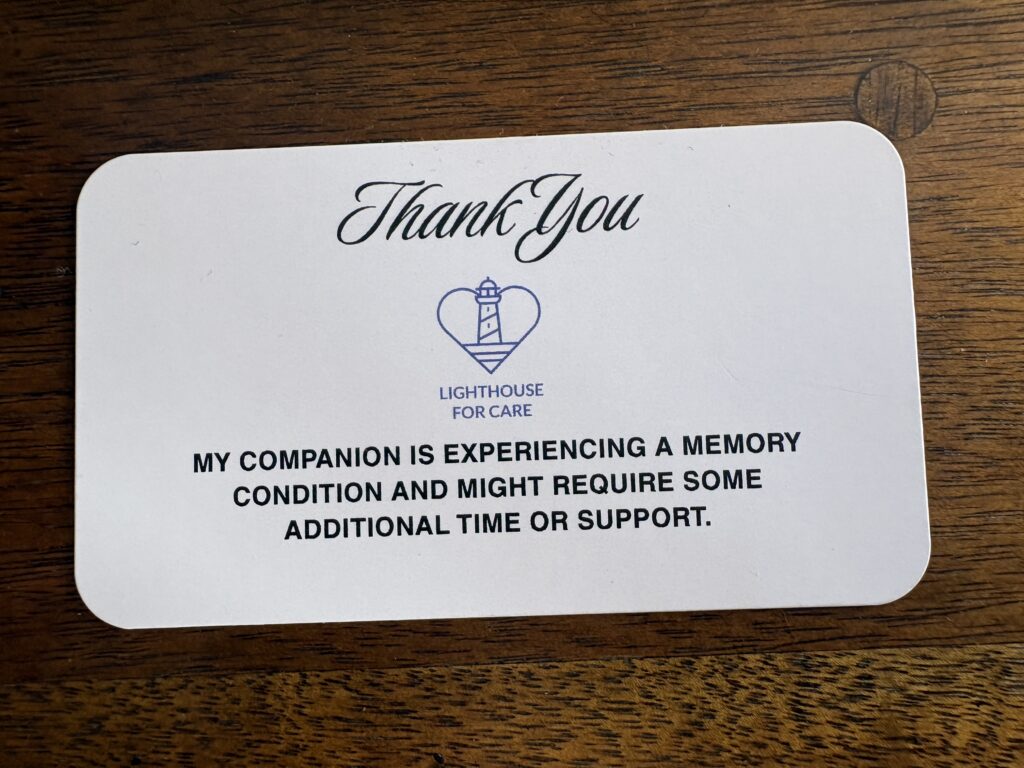 Thank You
LIGHTHOUSE
FOR CARE
MY COMPANION IS EXPERIENCING A MEMORY
CONDITION AND MIGHT REQUIRE SOME
ADDITIONAL TIME OR SUPPORT.